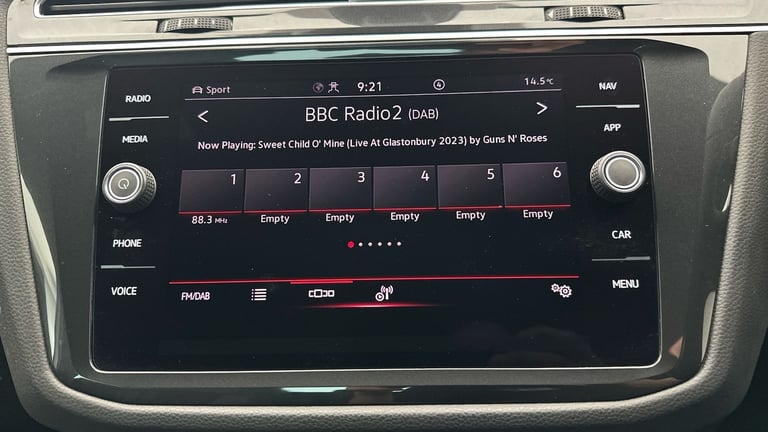 Sport 9:21 4 14.5°C
RADIO
NAV
BBC Radio2 (DAB)
MEDIA
APP
Now Playing: Sweet Child O' Mine (Live At Glastonbury 2023) by Guns N' Roses
1 2 3 4 5 6
88.3 MHz Empty Empty Empty Empty Empty
PHONE
CAR
VOICE
FM/DAB
MENU